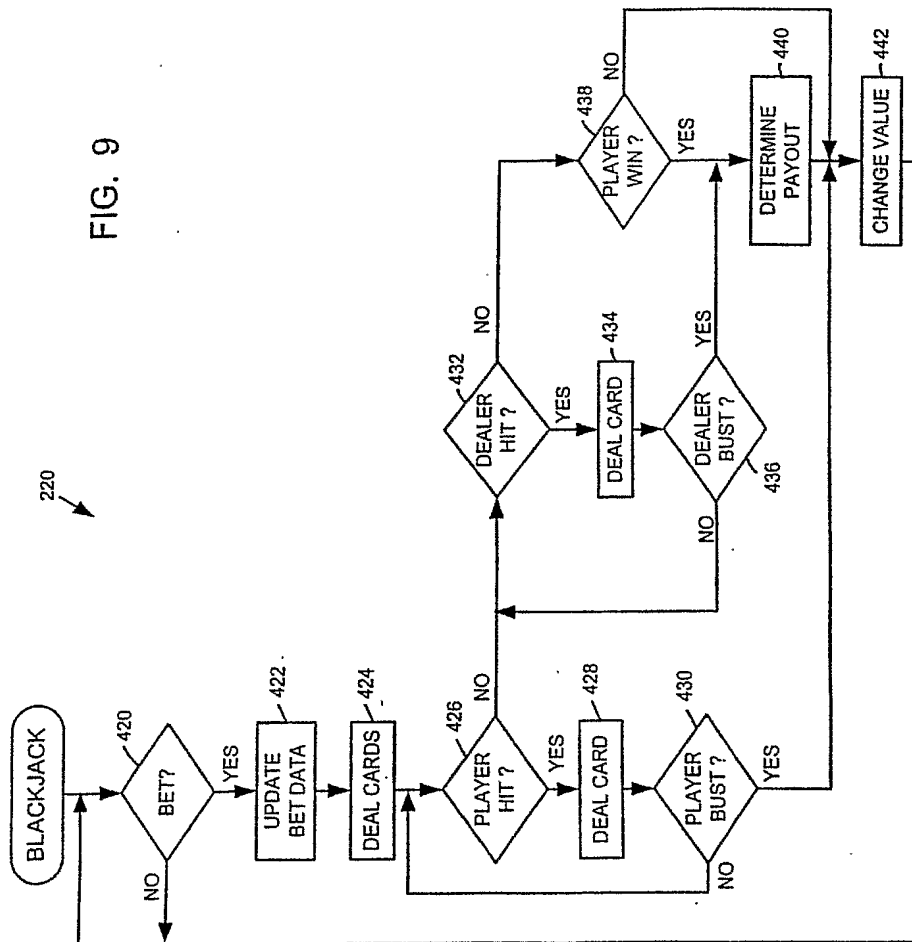 FIG. 9
220
BLACKJACK
420
BET?
NO
YES
422
UPDATE
BET DATA
424
DEAL CARDS
426
PLAYER
HIT ?
NO
YES
428
DEAL CARD
430
PLAYER
BUST ?
NO
YES
432
DEALER
HIT ?
NO
YES
434
DEAL CARD
DEALER
BUST ?
436
NO
YES
438
PLAYER
WIN ?
NO
YES
440
DETERMINE
PAYOUT
442
CHANGE VALUE